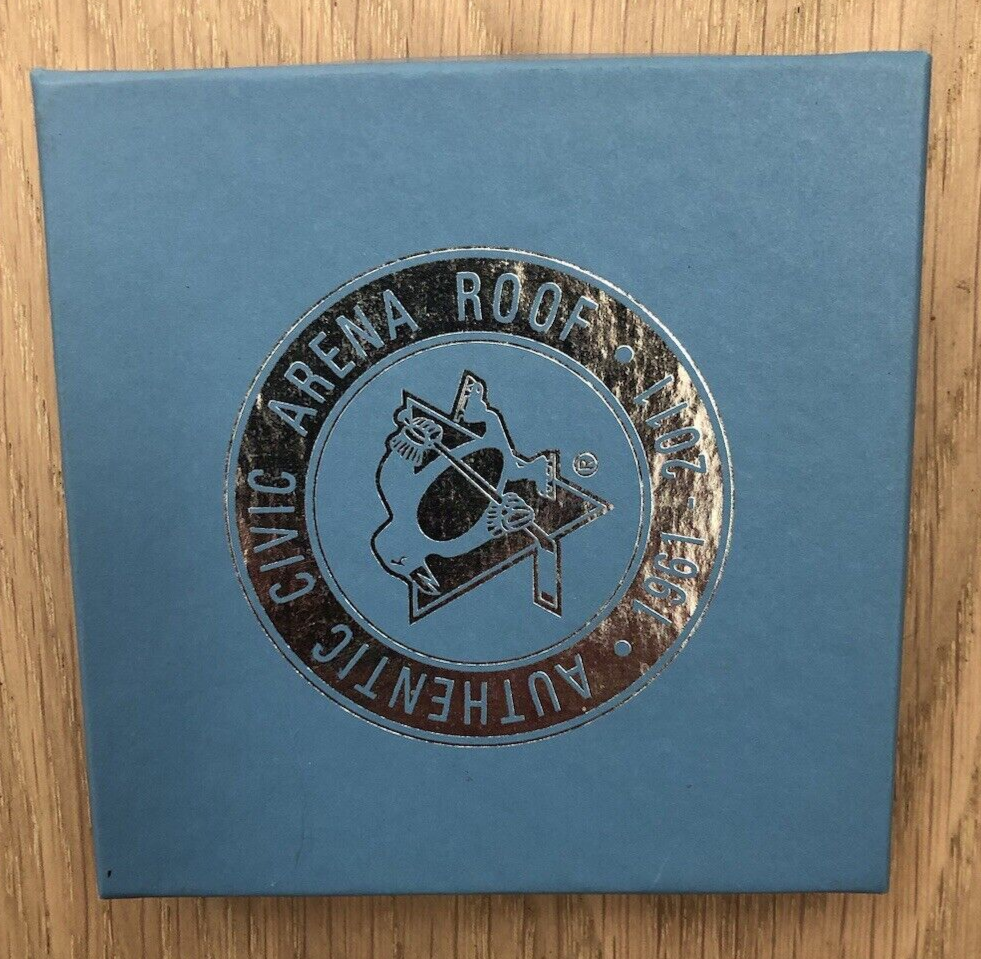 AUTHENTIC CIVIC ARENA ROOF • 1961 - 2011 •
®